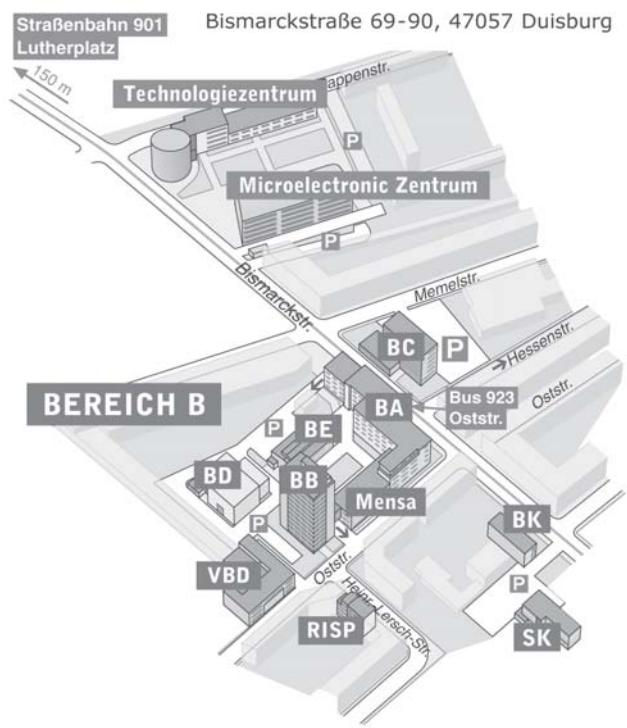 Straßenbahn 901
Lutherplatz
Bismarckstraße 69-90, 47057 Duisburg
150 m
Technologiezentrum
appenstr.
P
Microelectronic Zentrum
P
Bismarckstr.
Memelstr.
BC
P
Hessenstr.
BEREICH B
BA
Bus 923
Oststr.
Oststr.
P
BE
BD
BB
Mensa
P
BK
VBD
Oststr.
Heinr.-Lersch-Str.
P
RISP
SK